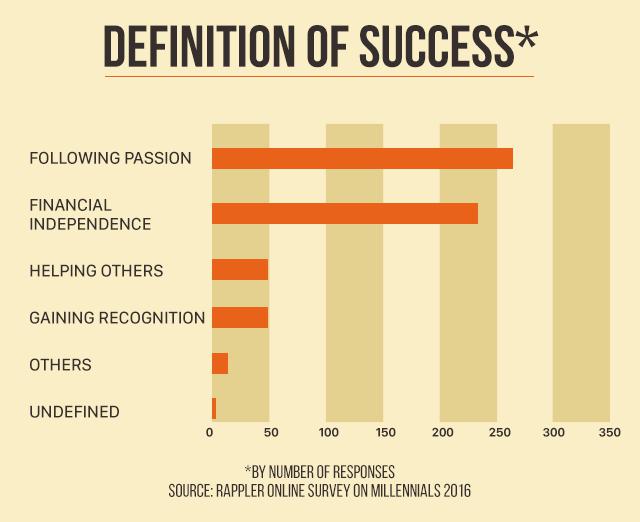 DEFINITION OF SUCCESS*
FOLLOWING PASSION
FINANCIAL
INDEPENDENCE
HELPING OTHERS
GAINING RECOGNITION
OTHERS
UNDEFINED
0 50 100 150 200 250 300 350
*BY NUMBER OF RESPONSES
SOURCE: RAPPLER ONLINE SURVEY ON MILLENNIALS 2016